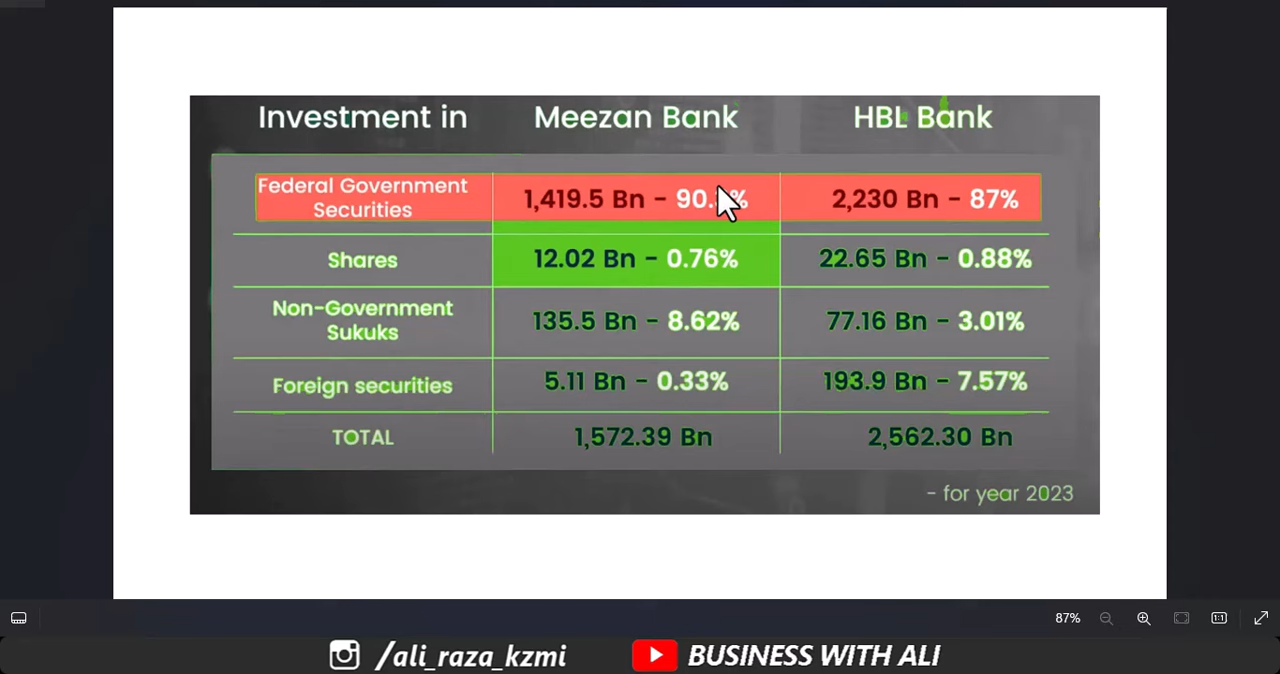 Investment in Meezan Bank HBL Bank
Federal Government
Securities
1,419.5 Bn - 2,230 Bn - 87%
Shares 12.02 Bn - 0.76% 22.65 Bn - 0.88%
Non-Government
Sukuks
135.5 Bn - 8.62% 77.16 Bn - 3.01%
Foreign securities 5.11 Bn - 0.33% 193.9 Bn - 7.57%
TOTAL 1,572.39 Bn 2,562.30 Bn
- for year 2023
87% 1:1
/ali_raza_kzmi BUSINESS WITH ALI